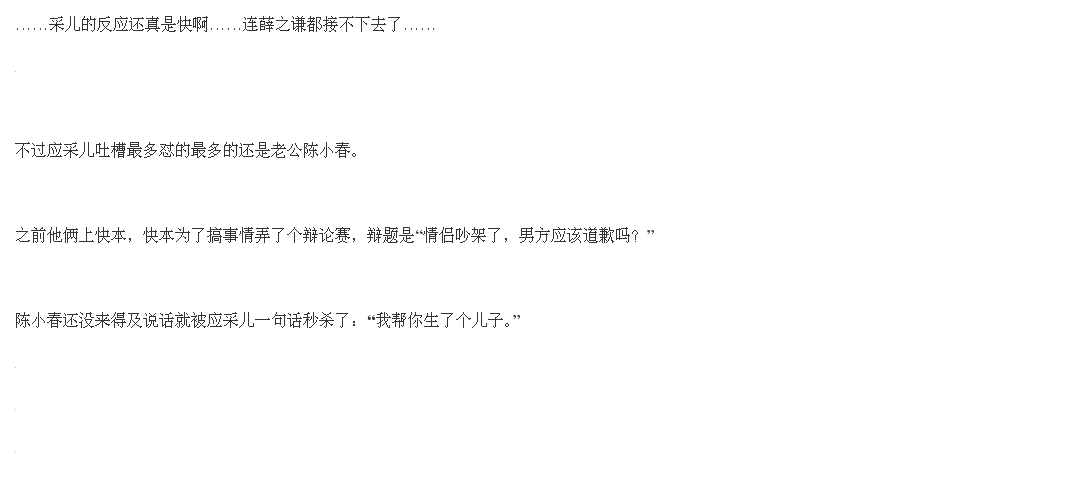 ……采儿的反应还真是快啊……连薛之谦都接不下去了……
不过应采儿吐槽最多怼的最多的还是老公陈小春。
之前他俩上快本，快本为了搞事情弄了个辩论赛，辩题是“情侣吵架了，男方应该道歉吗？”
陈小春还没来得及说话就被应采儿一句话秒杀了：“我帮你生了个儿子。”